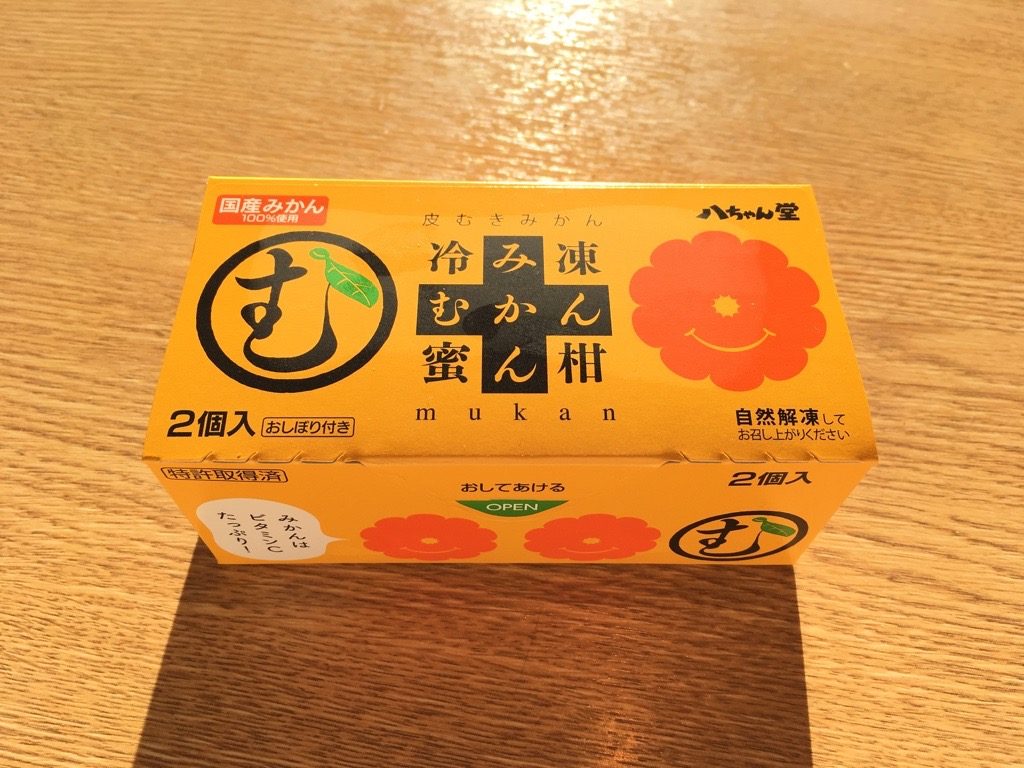 国産みかん
100%使用
皮むきみかん
八ちゃん堂
む
冷み凍
むかん
蜜ん柑
mukan
2個入
おしぼり付き
自然解凍して
お召し上がりください
特許取得済
おしてあける
OPEN
2個入
みかんは
ビタミンC
たっぷり!
む